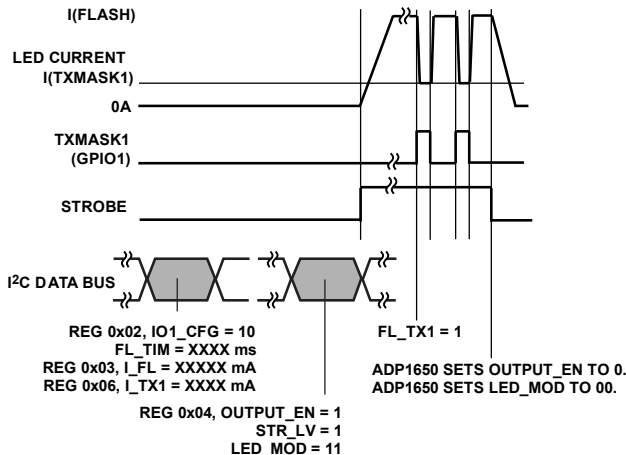 I(FLASH)
LED CURRENT
I(TXMASK1)
0A
TXMASK1
(GPIO1)
STROBE
I2C DATA BUS
REG 0x02, IO1_CFG = 10
FL_TIM = XXXX ms
REG 0x03, I_FL = XXXXX mA
REG 0x06, I_TX1 = XXXX mA
REG 0x04, OUTPUT_EN = 1
STR_LV = 1
LED_MOD = 11
FL_TX1 = 1
ADP1650 SETS OUTPUT_EN TO 0.
ADP1650 SETS LED_MOD TO 00.